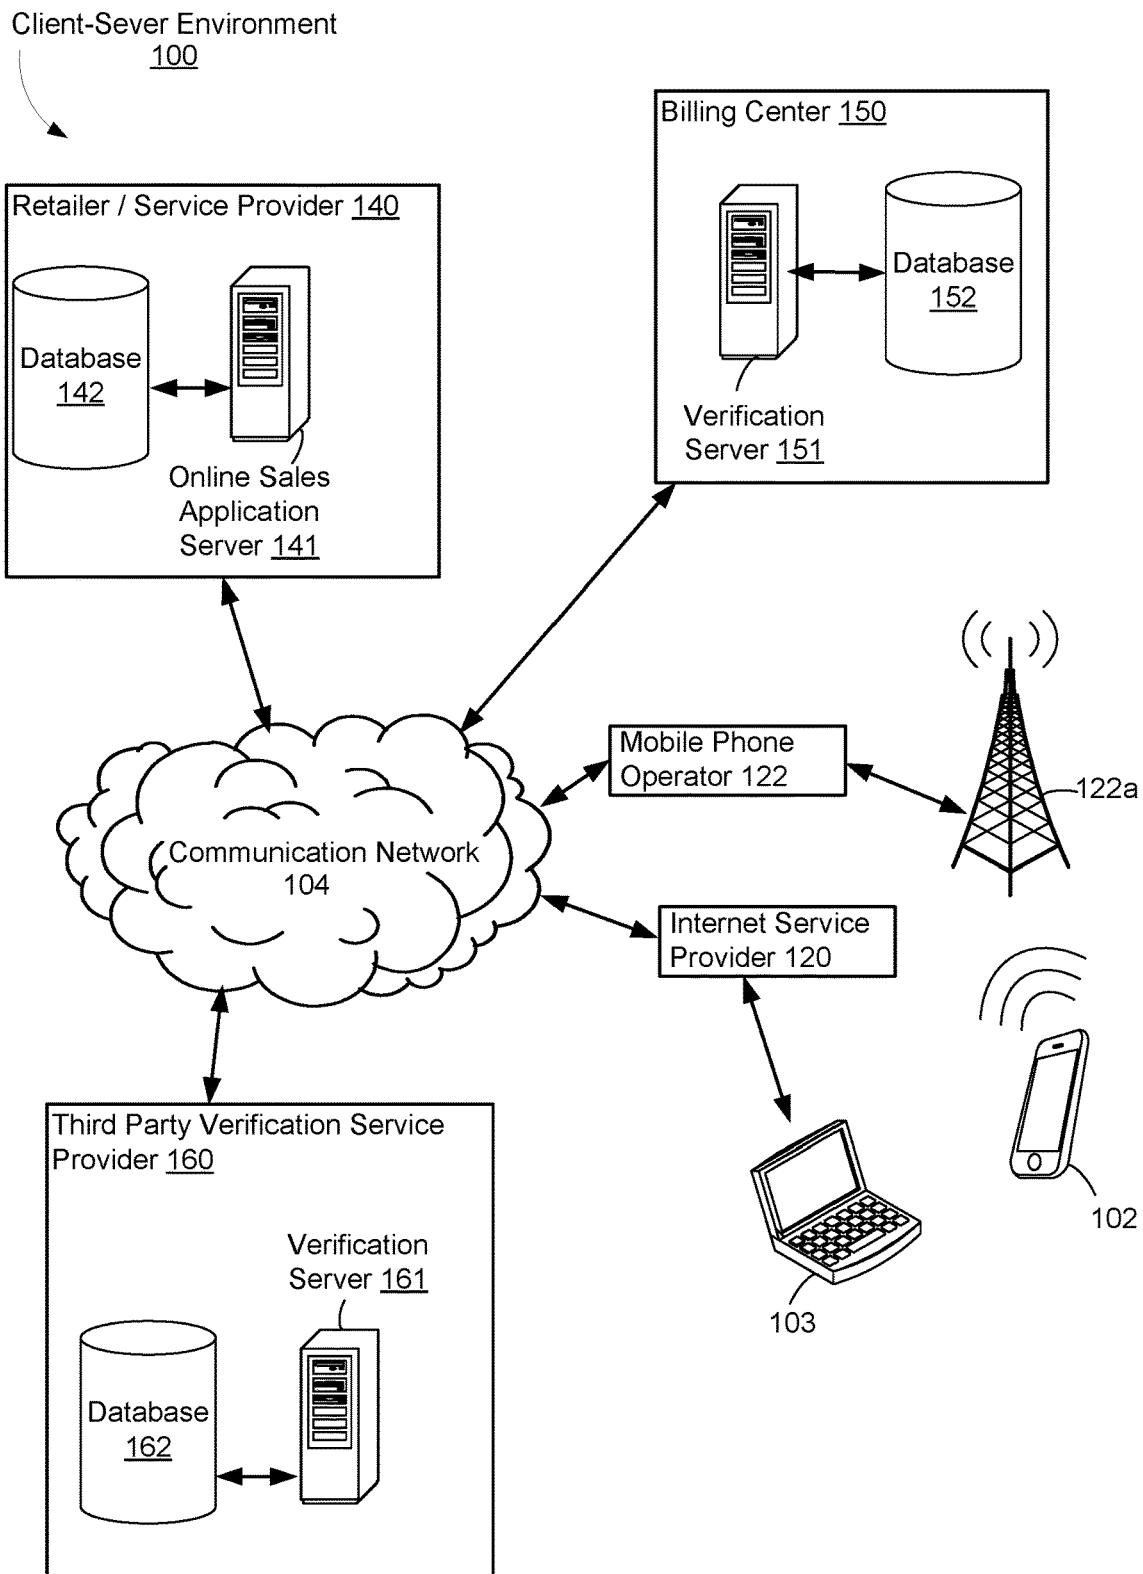 Client-Sever Environment
100
Billing Center 150
Database
152
Verification
Server 151
Retailer / Service Provider 140
Database
142
Online Sales
Application
Server 141
Mobile Phone
Operator 122
122a
Communication Network
104
Internet Service
Provider 120
102
103
Third Party Verification Service
Provider 160
Verification
Server 161
Database
162